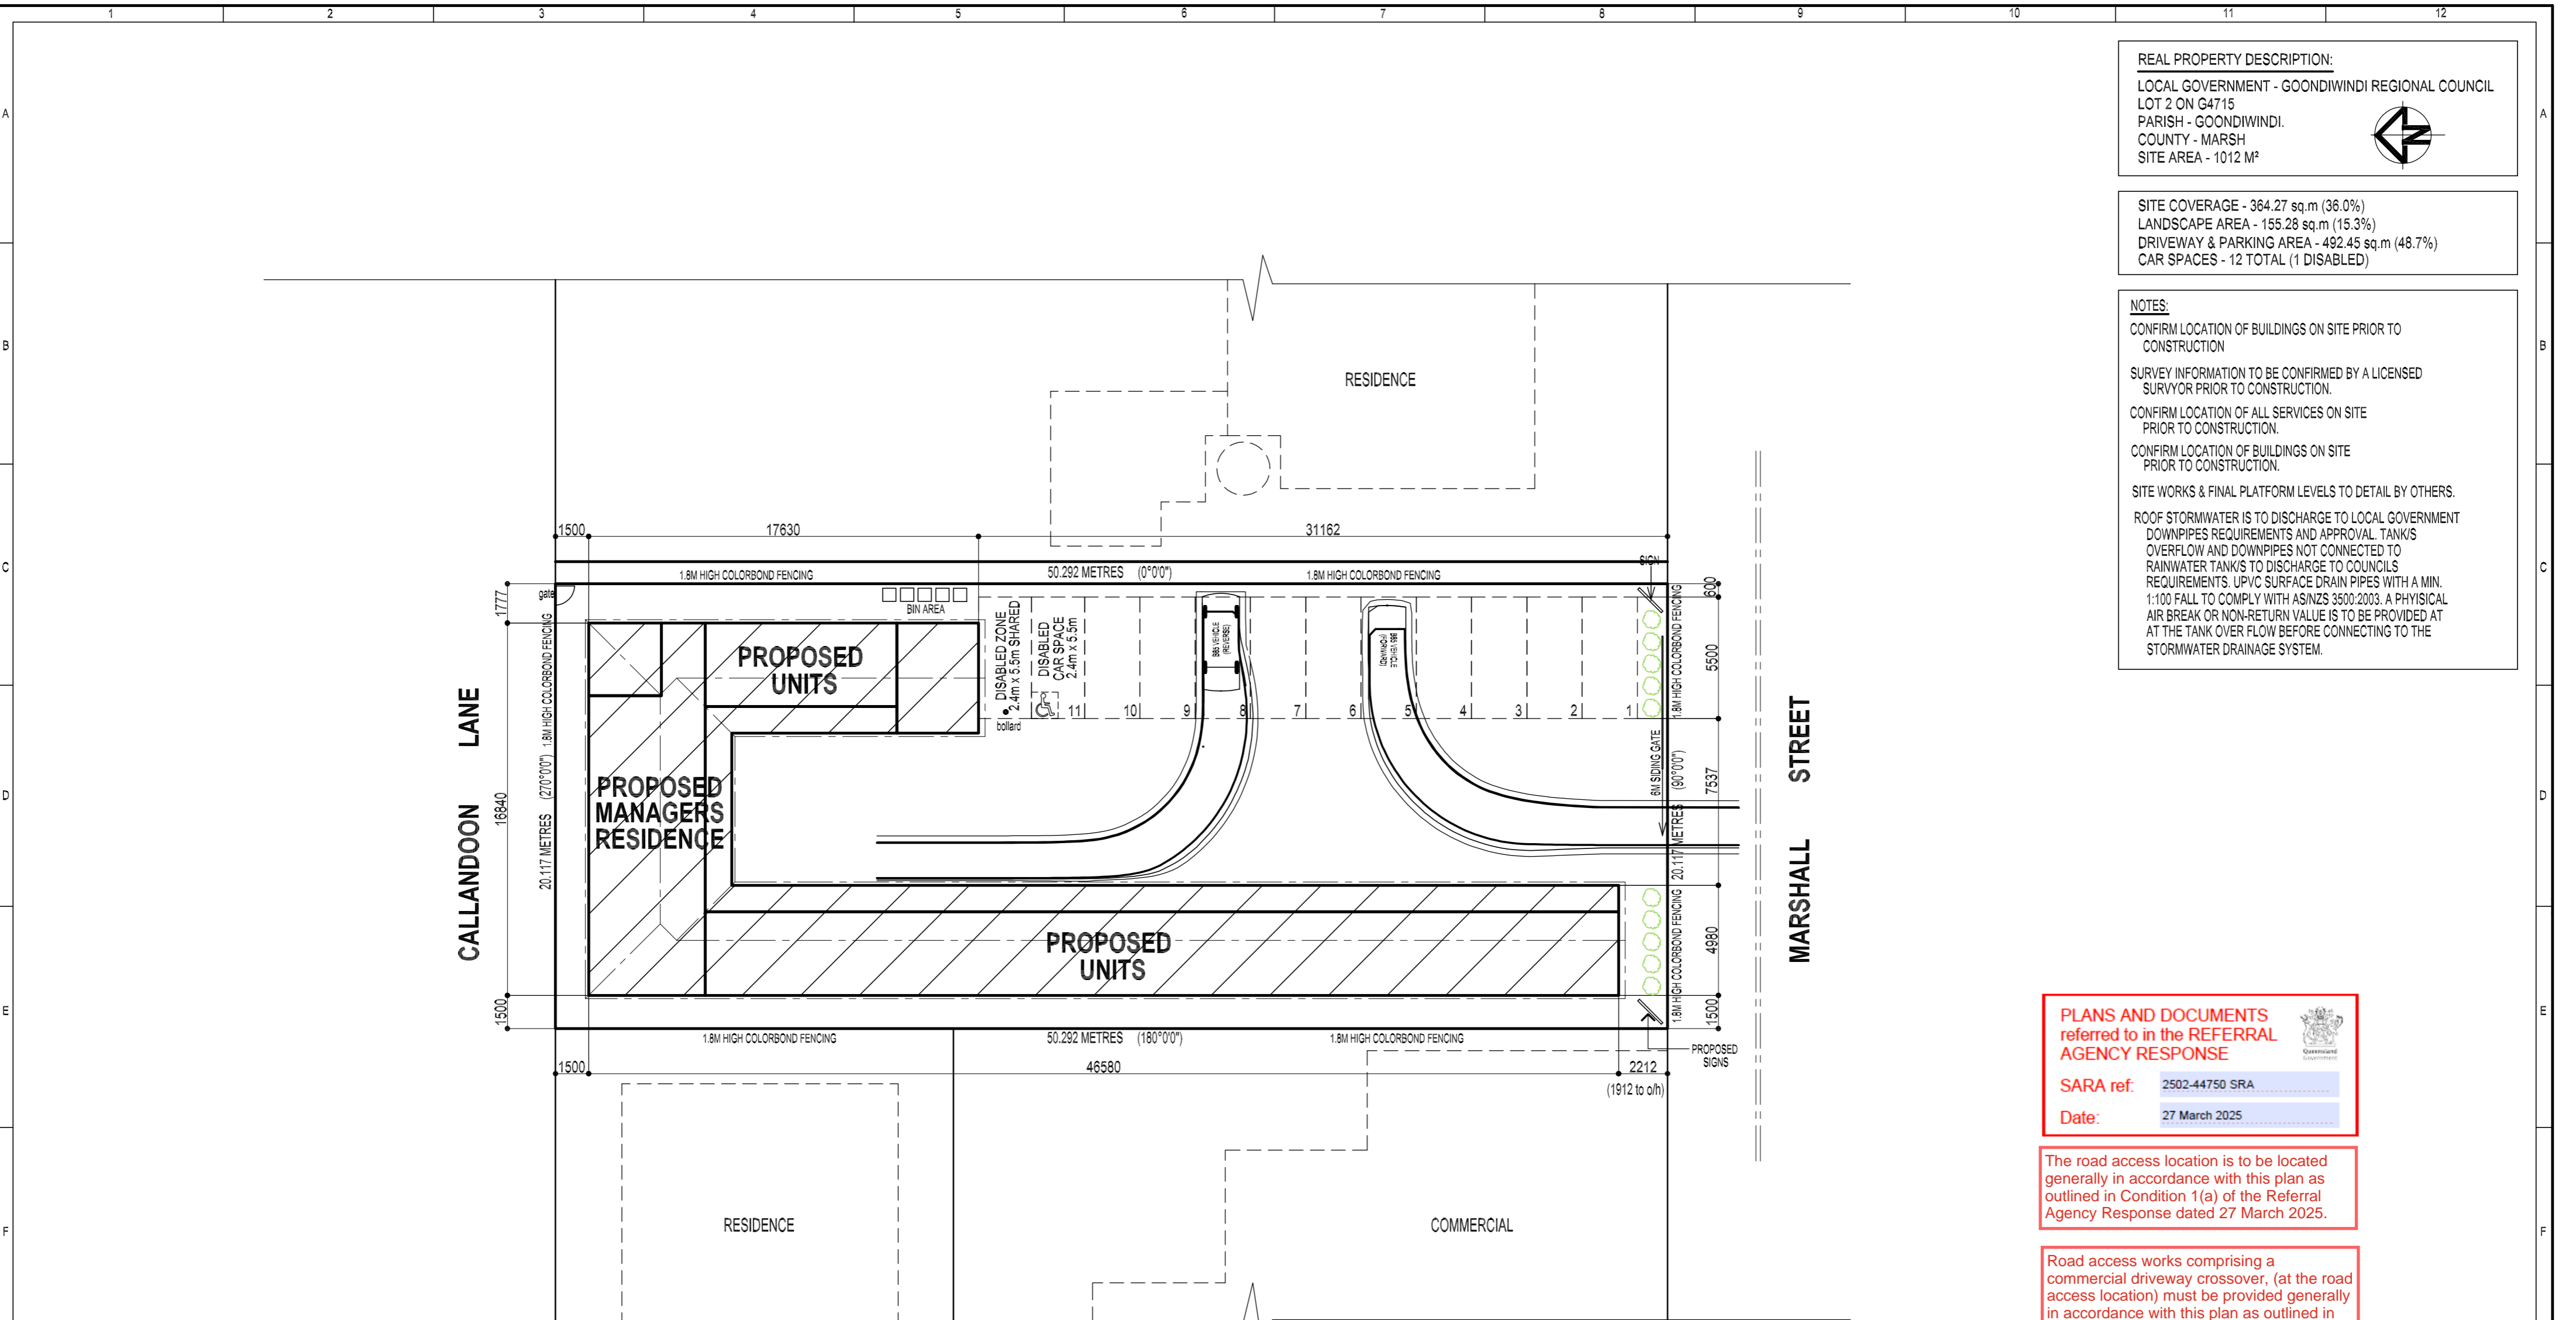 1 2 3 4 5 6 7 8 9 10 11 12
A
B
C
D
E
F
A
B
C
D
E
F
REAL PROPERTY DESCRIPTION:
LOCAL GOVERNMENT - GOONDIWINDI REGIONAL COUNCIL
LOT 2 ON G4715
PARISH - GOONDIWINDI.
COUNTY - MARSH
SITE AREA - 1012 M²
N
SITE COVERAGE - 364.27 sq.m (36.0%)
LANDSCAPE AREA - 155.28 sq.m (15.3%)
DRIVEWAY & PARKING AREA - 492.45 sq.m (48.7%)
CAR SPACES - 12 TOTAL (1 DISABLED)
NOTES:
CONFIRM LOCATION OF BUILDINGS ON SITE PRIOR TO
CONSTRUCTION
SURVEY INFORMATION TO BE CONFIRMED BY A LICENSED
SURVYOR PRIOR TO CONSTRUCTION.
CONFIRM LOCATION OF ALL SERVICES ON SITE
PRIOR TO CONSTRUCTION.
CONFIRM LOCATION OF BUILDINGS ON SITE
PRIOR TO CONSTRUCTION.
SITE WORKS & FINAL PLATFORM LEVELS TO DETAIL BY OTHERS.
ROOF STORMWATER IS TO DISCHARGE TO LOCAL GOVERNMENT
DOWNPIPES REQUIREMENTS AND APPROVAL. TANK/S
OVERFLOW AND DOWNPIPES NOT CONNECTED TO
RAINWATER TANK/S TO DISCHARGE TO COUNCILS
REQUIREMENTS. UPVC SURFACE DRAIN PIPES WITH A MIN.
1:100 FALL TO COMPLY WITH AS/NZS 3500:2003. A PHYISICAL
AIR BREAK OR NON-RETURN VALUE IS TO BE PROVIDED AT
AT THE TANK OVER FLOW BEFORE CONNECTING TO THE
STORMWATER DRAINAGE SYSTEM.
RESIDENCE
1500 17630 31162
SIGN
1.8M HIGH COLORBOND FENCING 50.292 METRES (0°0'0") 1.8M HIGH COLORBOND FENCING
gate
BIN AREA
1777
16840
1500
20.117 METRES (270°0'0") 1.8M HIGH COLORBOND FENCING
CALLANDOON LANE
PROPOSED
UNITS
PROPOSED
MANAGERS
RESIDENCE
DISABLED ZONE
2.4m x 5.5m SHARED
bollard
DISABLED
CAR SPACE
2.4m x 5.5m
11 10 9 8 7 6 5 4 3 2 1
B85 VEHICLE
(REVERSE)
B85 VEHICLE
(FORWARD)
6M SIDING GATE
1.8M HIGH COLORBOND FENCING 20.117 METRES (90°0'0") 1.8M HIGH COLORBOND FENCING
600
5500
7537
4980
1500
MARSHALL STREET
PROPOSED
UNITS
1.8M HIGH COLORBOND FENCING 50.292 METRES (180°0'0") 1.8M HIGH COLORBOND FENCING
PROPOSED
SIGNS
1500 46580 2212
(1912 to o/h)
RESIDENCE
COMMERCIAL
PLANS AND DOCUMENTS
referred to in the REFERRAL
AGENCY RESPONSE
Queensland
Government
SARA ref: 2502-44750 SRA
Date: 27 March 2025
The road access location is to be located
generally in accordance with this plan as
outlined in Condition 1(a) of the Referral
Agency Response dated 27 March 2025.
Road access works comprising a
commercial driveway crossover, (at the road
access location) must be provided generally
in accordance with this plan as outlined in